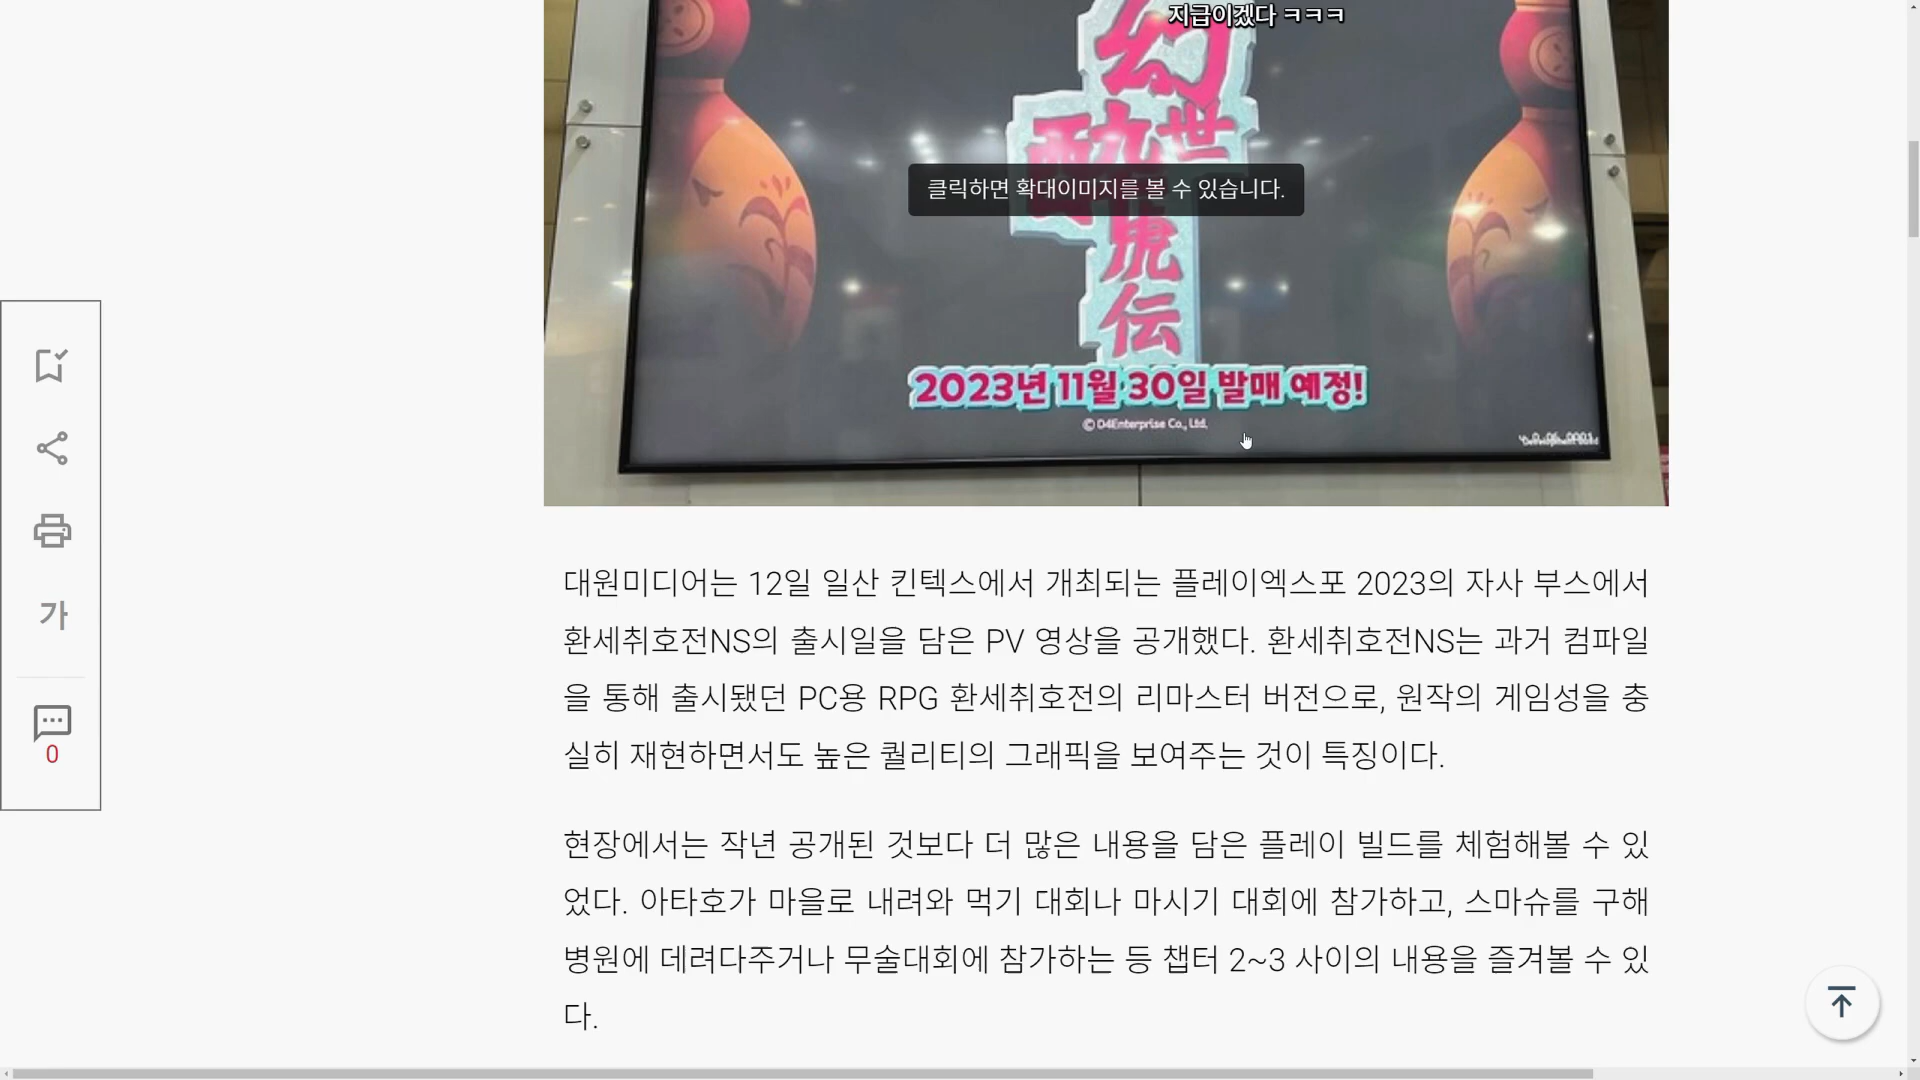 지급이겠다 ㅋㅋㅋ
幻
世
酔
클릭하면 확대이미지를 볼 수 있습니다.
虎
伝
2023년 11월 30일 발매 예정!
© D4Enterprise Co., Ltd.
대원미디어는 12일 일산 킨텍스에서 개최되는 플레이엑스포 2023의 자사 부스에서
환세취호전NS의 출시일을 담은 PV 영상을 공개했다. 환세취호전NS는 과거 컴파일
을 통해 출시됐던 PC용 RPG 환세취호전의 리마스터 버전으로, 원작의 게임성을 충
실히 재현하면서도 높은 퀄리티의 그래픽을 보여주는 것이 특징이다.
가
0
현장에서는 작년 공개된 것보다 더 많은 내용을 담은 플레이 빌드를 체험해볼 수 있
었다. 아타호가 마을로 내려와 먹기 대회나 마시기 대회에 참가하고, 스마슈를 구해
병원에 데려다주거나 무술대회에 참가하는 등 챕터 2~3 사이의 내용을 즐겨볼 수 있
다.